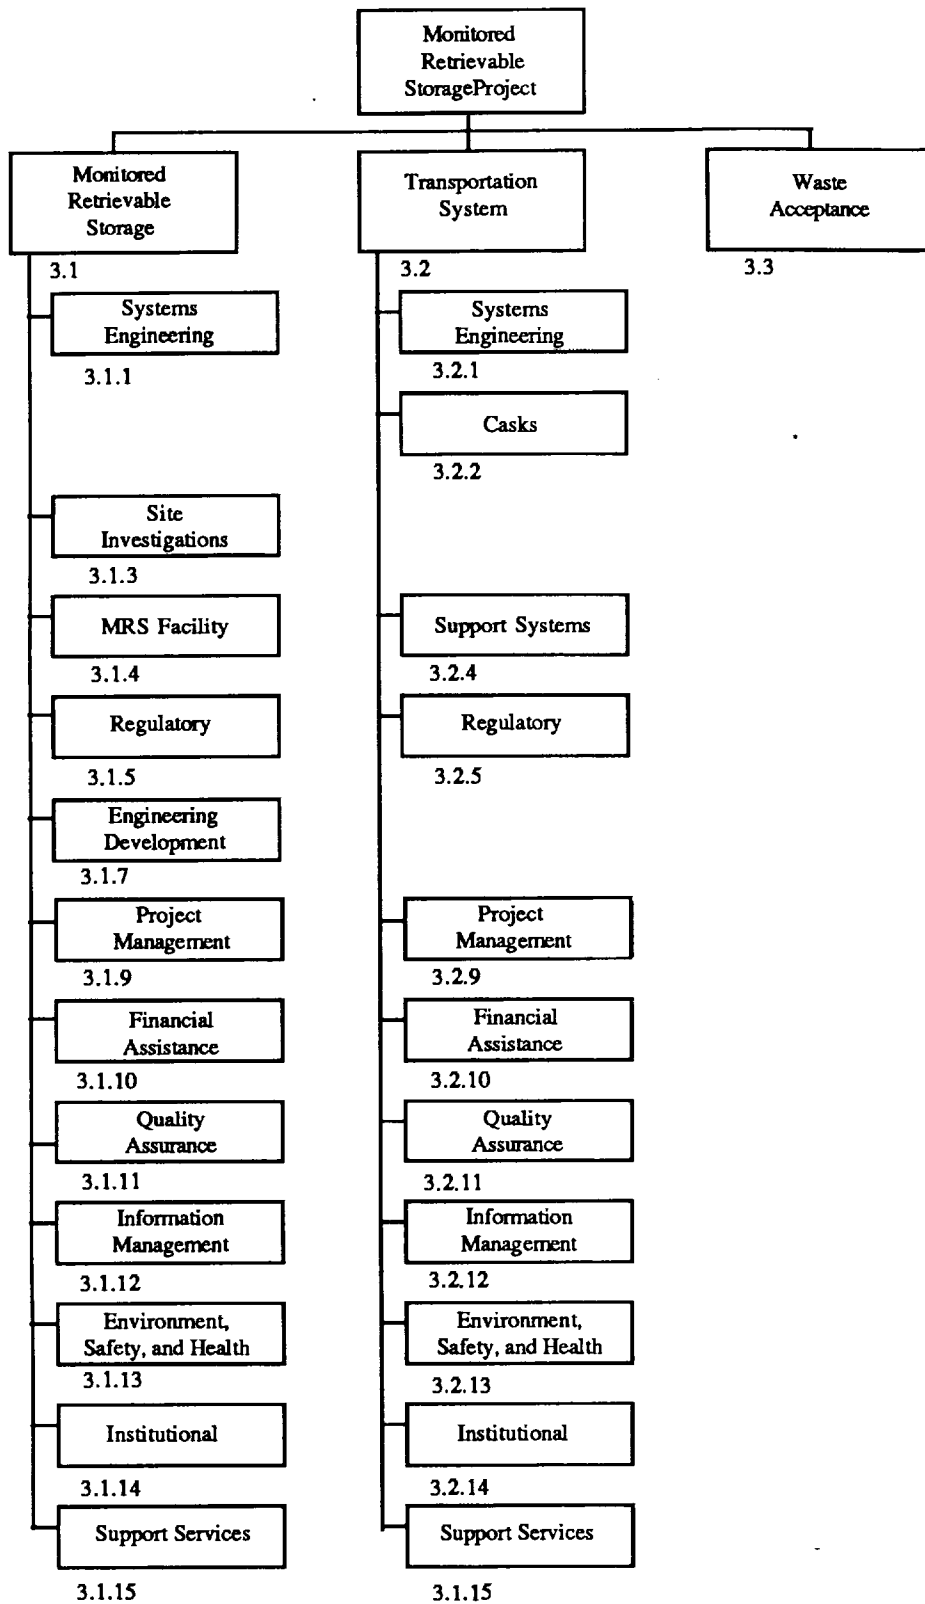 Monitored
Retrievable
StorageProject
Monitored
Retrievable
Storage
3.1
Systems
Engineering
3.1.1
Site
Investigations
3.1.3
MRS Facility
3.1.4
Regulatory
3.1.5
Engineering
Development
3.1.7
Project
Management
3.1.9
Financial
Assistance
3.1.10
Quality
Assurance
3.1.11
Information
Management
3.1.12
Environment,
Safety, and Health
3.1.13
Institutional
3.1.14
Support Services
3.1.15
Transportation
System
3.2
Systems
Engineering
3.2.1
Casks
3.2.2
Support Systems
3.2.4
Regulatory
3.2.5
Project
Management
3.2.9
Financial
Assistance
3.2.10
Quality
Assurance
3.2.11
Information
Management
3.2.12
Environment,
Safety, and Health
3.2.13
Institutional
3.2.14
Support Services
3.1.15
Waste
Acceptance
3.3